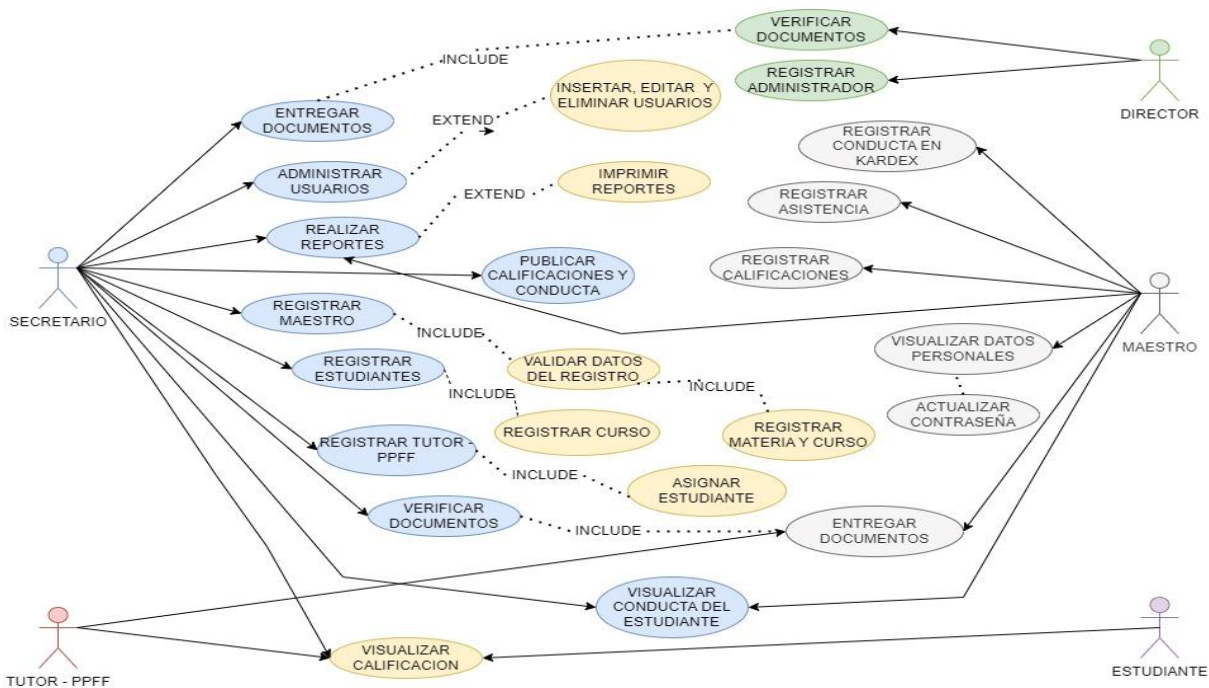 VERIFICAR
DOCUMENTOS
INCLUDE
REGISTRAR
ADMINISTRADOR
DIRECTOR
INSERTAR, EDITAR Y
ELIMINAR USUARIOS
ENTREGAR
DOCUMENTOS
EXTEND
REGISTRAR
CONDUCTA EN
KARDEX
ADMINISTRAR
USUARIOS
IMPRIMIR
REPORTES
EXTEND
REGISTRAR
ASISTENCIA
REALIZAR
REPORTES
PUBLICAR
CALIFICACIONES Y
CONDUCTA
REGISTRAR
CALIFICACIONES
SECRETARIO
REGISTRAR
MAESTRO
INCLUDE
VISUALIZAR DATOS
PERSONALES
MAESTRO
REGISTRAR
ESTUDIANTES
VALIDAR DATOS
DEL REGISTRO
INCLUDE
INCLUDE
ACTUALIZAR
CONTRASEÑA
REGISTRAR CURSO
REGISTRAR
MATERIA Y CURSO
REGISTRAR TUTOR -
PPFF
INCLUDE
ASIGNAR
ESTUDIANTE
VERIFICAR
DOCUMENTOS
INCLUDE
ENTREGAR
DOCUMENTOS
VISUALIZAR
CONDUCTA DEL
ESTUDIANTE
VISUALIZAR
CALIFICACION
TUTOR - PPFF
ESTUDIANTE